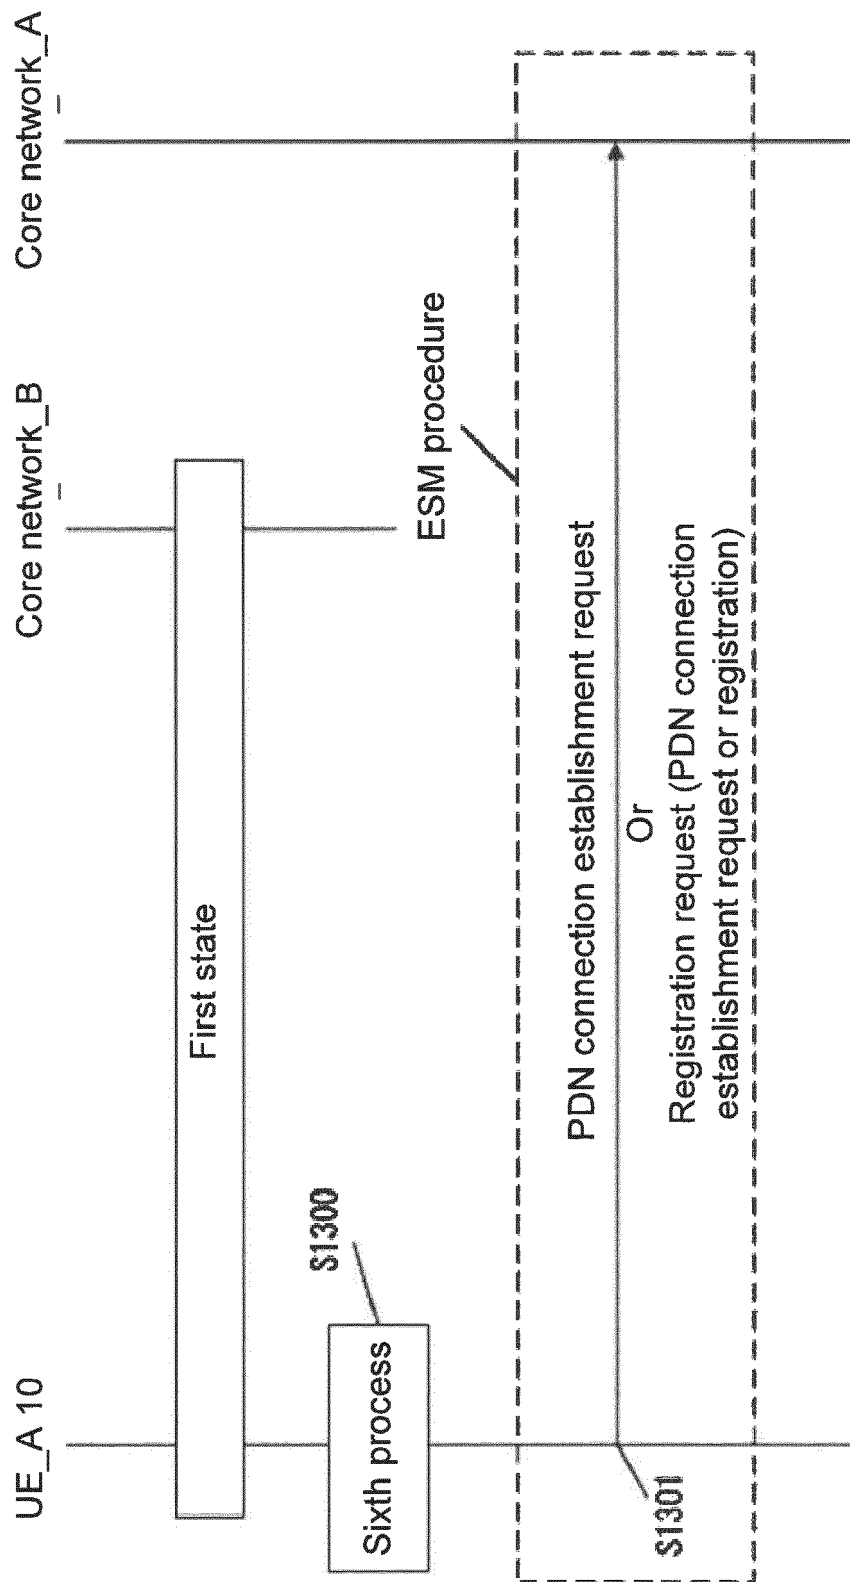 UE_A 10
Core network_B
Core network_A
First state
Sixth process
S1300
ESM procedure
PDN connection establishment request
Or
Registration request (PDN connection
establishment request or registration)
S1301